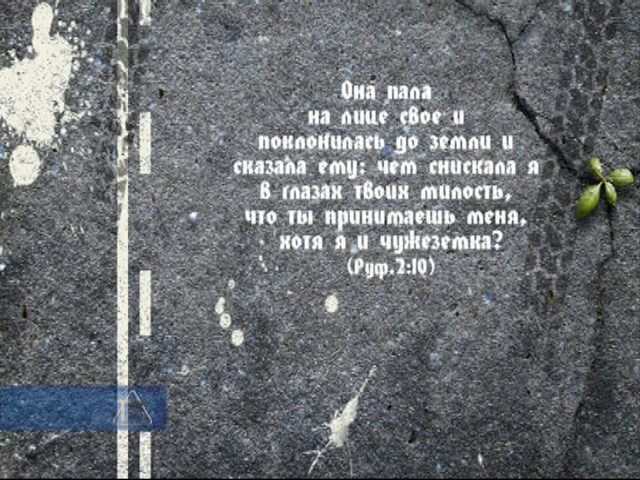 Она пала
на лице свое и
поклонилась до земли и
сказала ему: чем снискала я
в глазах твоих милость,
что ты принимаешь меня,
хотя я и чужеземка?
(Руф.2:10)